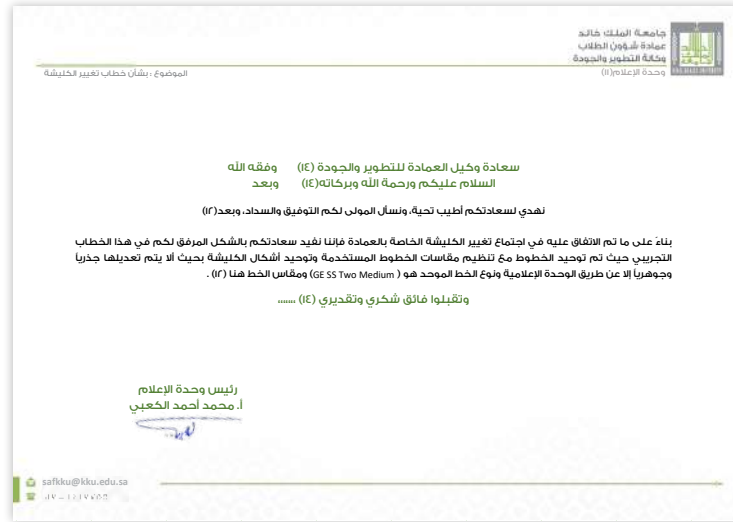 جامعة الملك خالد
عمادة شؤون الطلاب
وكالة التطوير والجودة
وحدة الإعلام(١١)
الموضوع : بشأن خطاب تغيير الكليشة
سعادة وكيل العمادة للتطوير والجودة (١٤) وفقه الله
السلام عليكم ورحمة الله وبركاته(١٤) وبعد
نهدي لسعادتكم أطيب تحية، ونسأل المولى لكم التوفيق والسداد، وبعد(١٢)
بناءً على ما تم الاتفاق عليه في اجتماع تغيير الكليشة الخاصة بالعمادة فإننا نفيد سعادتكم بالشكل المرفق لكم في هذا الخطاب
التجريبي حيث تم توحيد الخطوط مع تنظيم مقاسات الخطوط المستخدمة وتوحيد أشكال الكليشة بحيث ألا يتم تعديلها جذرياً
وجوهرياً إلا عن طريق الوحدة الإعلامية ونوع الخط الموحد هو ( GE SS Two Medium) ومقاس الخط هنا (١٢) .
وتقبلوا فائق شكري وتقديري (١٤) .......
رئيس وحدة الإعلام
أ. محمد أحمد الكعبي
safkku@kku.edu.sa